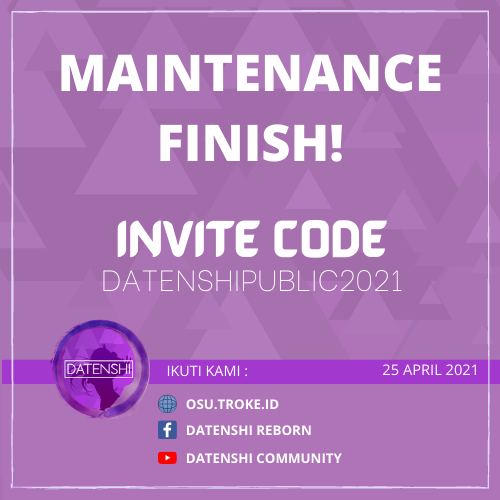 MAINTENANCE
FINISH!
INVITE CODE
DATENSHIPUBLIC2021
DATENSHI
IKUTI KAMI :
25 APRIL 2021
OSU.TROKE.ID
DATENSHI REBORN
DATENSHI COMMUNITY